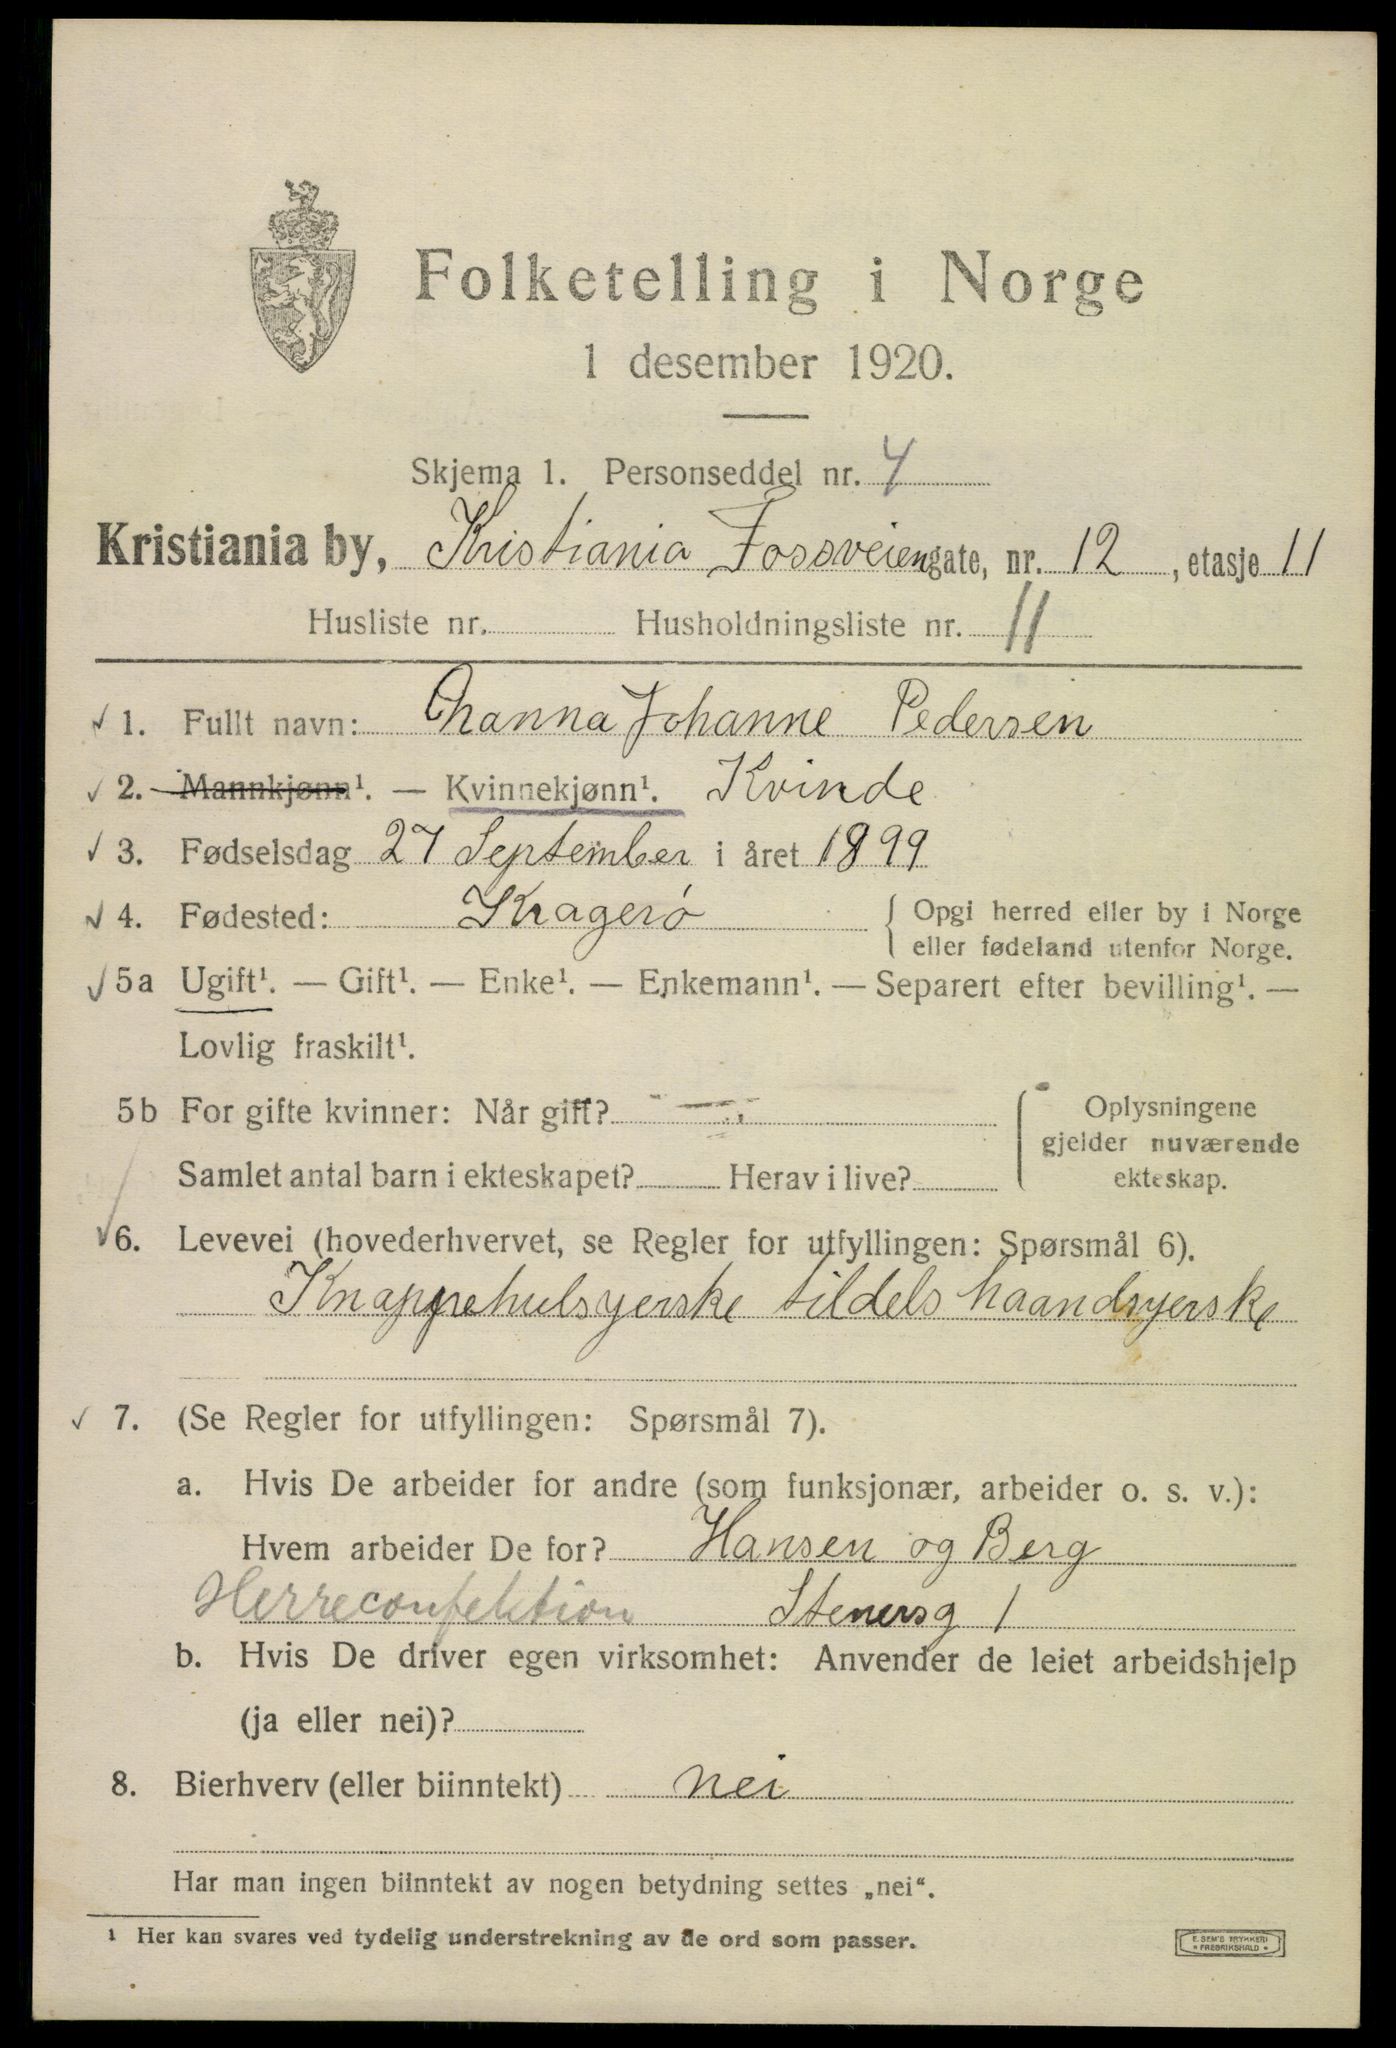 Folketelling i Norge
1 desember 1920.
Skjema 1. Personseddel nr. 4
Kristiania by, Kristiania Fossveiengate, nr. 12, etasje 11
Husliste nr. Husholdningsliste nr. 11
1. Fullt navn: Johanne Pedersen
2. Mannkjønn¹. — Kvinnekjønn¹. Kvinde
3. Fødselsdag 27 September i året 1899
4. Fødested: Kragerö { Opgi herred eller by i Norge
eller fødeland utenfor Norge.
5a Ugift¹. — Gift¹. — Enke¹. — Enkemann¹. — Separert efter bevilling¹. —
Lovlig fraskilt¹.
5b For gifte kvinner: Når gift? { Oplysningene
gjelder nuværende
Samlet antal barn i ekteskapet? Herav i live? ekteskap.
6. Levevei (hovederhvervet, se Regler for utfyllingen: Spørsmål 6).
Knappehulsyerske tildels haandsyerske
7. (Se Regler for utfyllingen: Spørsmål 7).
a. Hvis De arbeider for andre (som funksjonær, arbeider o. s. v.):
Hvem arbeider De for? Hansen og Berg
Herreconfektion Stenersg 1
b. Hvis De driver egen virksomhet: Anvender de leiet arbeidshjelp
(ja eller nei)?
8. Bierhverv (eller biinntekt) nei
Har man ingen biinntekt av nogen betydning settes „nei“.
1 Her kan svares ved tydelig understrekning av de ord som passer.
E. SEM'S TRYKKERI
* FREDRIKSHALD *